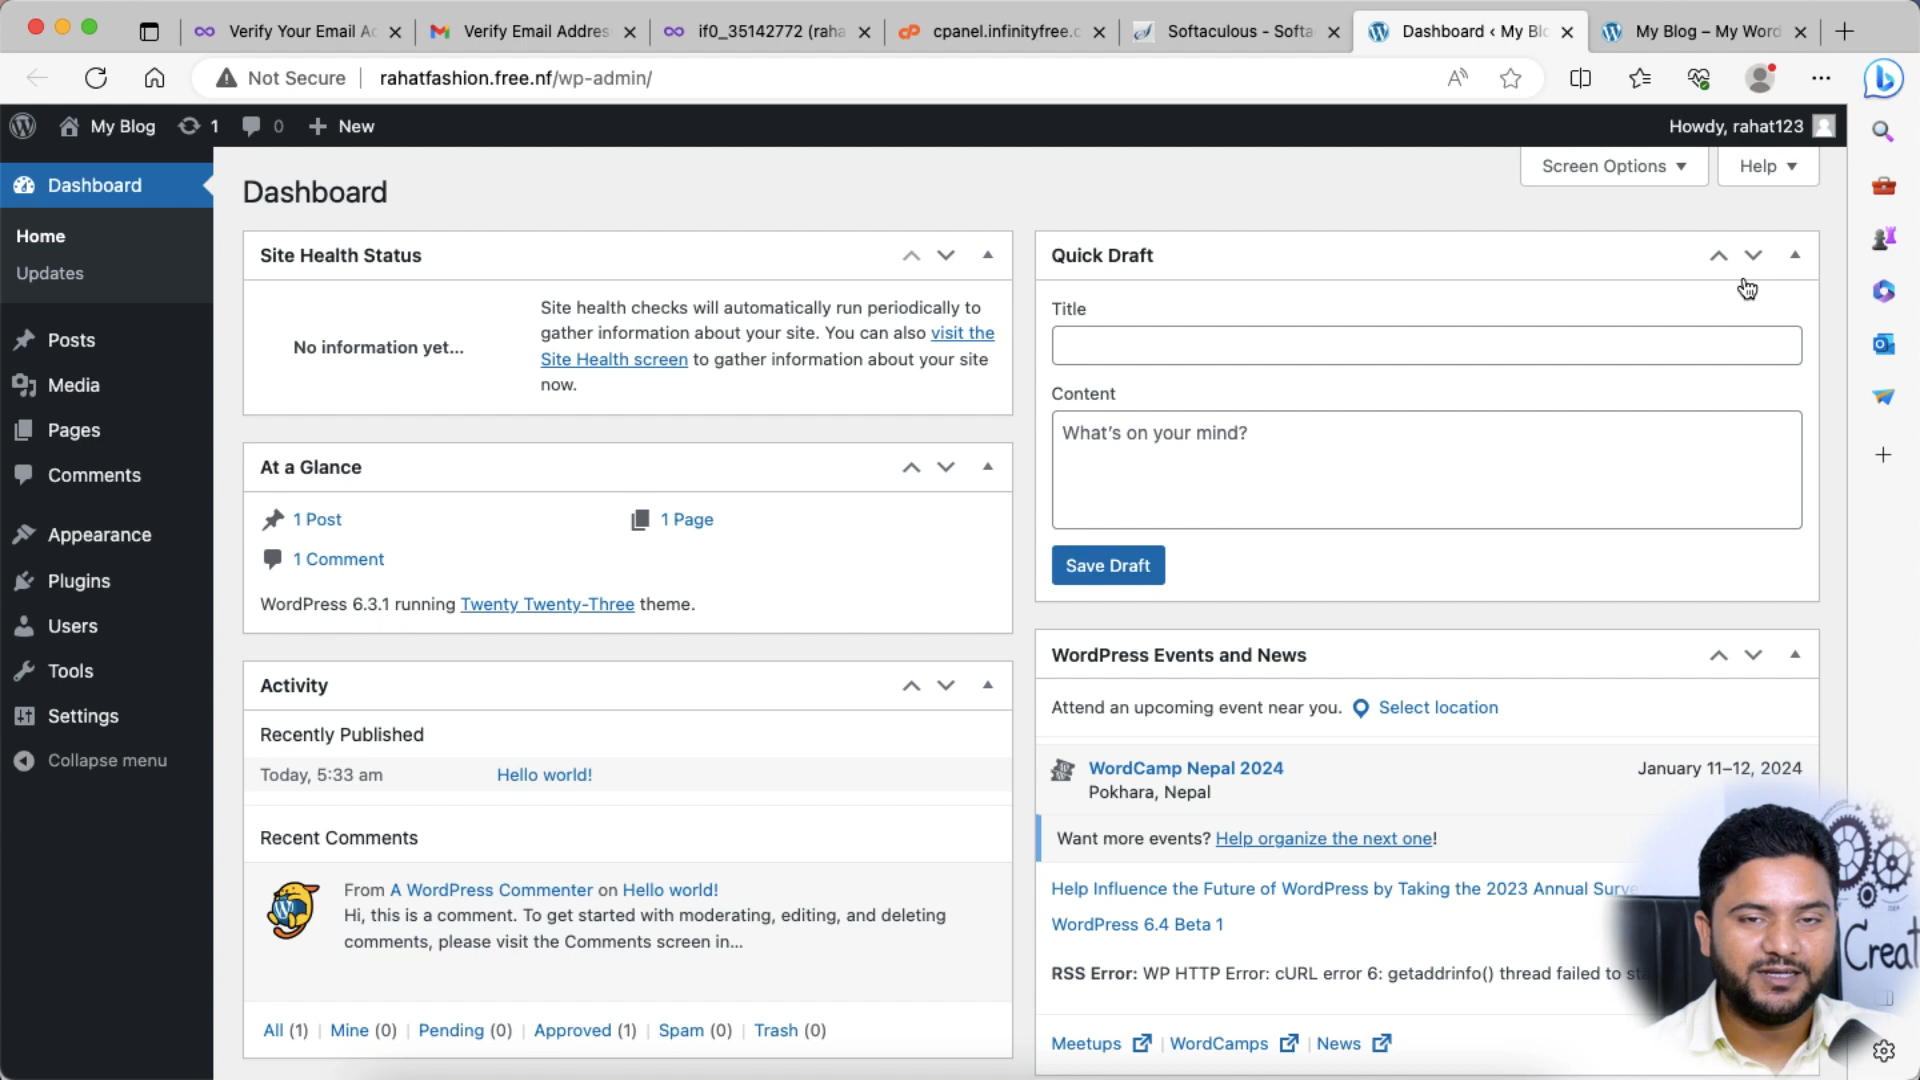 Verify Your Email Ac
Verify Email Addres
if0_35142772 (raha
cpanel.infinityfree.c
Softaculous - Softa
Dashboard ‹ My Blo
My Blog – My Word
Not Secure
rahatfashion.free.nf/wp-admin/
My Blog
1
0
New
Howdy, rahat123
Dashboard
Home
Updates
Posts
Media
Pages
Comments
Appearance
Plugins
Users
Tools
Settings
Collapse menu
Screen Options
Help
Dashboard
Site Health Status
No information yet...
Site health checks will automatically run periodically to
gather information about your site. You can also visit the
Site Health screen to gather information about your site
now.
At a Glance
1 Post
1 Page
1 Comment
WordPress 6.3.1 running Twenty Twenty-Three theme.
Activity
Recently Published
Today, 5:33 am
Hello world!
Recent Comments
From A WordPress Commenter on Hello world!
Hi, this is a comment. To get started with moderating, editing, and deleting
comments, please visit the Comments screen in...
All (1) | Mine (0) | Pending (0) | Approved (1) | Spam (0) | Trash (0)
Quick Draft
Title
Content
What's on your mind?
Save Draft
WordPress Events and News
Attend an upcoming event near you.
Select location
WordCamp Nepal 2024
January 11–12, 2024
Pokhara, Nepal
Want more events? Help organize the next one!
Help Influence the Future of WordPress by Taking the 2023 Annual Surve
WordPress 6.4 Beta 1
RSS Error: WP HTTP Error: cURL error 6: getaddrinfo() thread failed to
Meetups | WordCamps | News
Creat